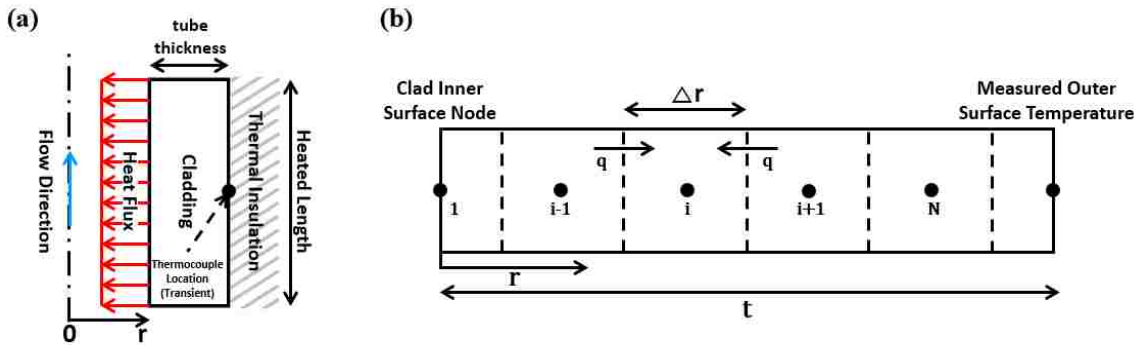 (a)
tube
thickness
Flow Direction
Heat Flux
Cladding
Thermal Insulation
Heated Length
Thermocouple
Location
(Transient)
0
r
(b)
Clad Inner
Surface Node
△r
Measured Outer
Surface Temperature
q
q
1
i-1
i
i+1
N
r
t